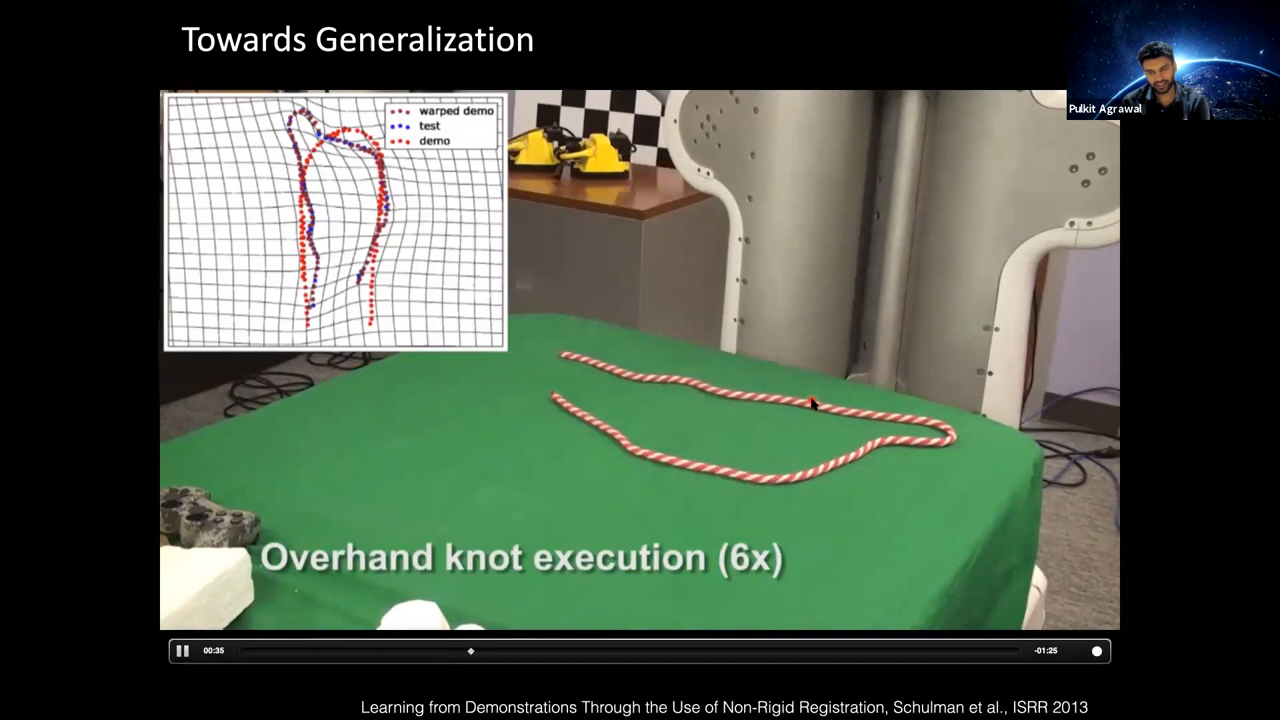 Towards Generalization
Pulkit Agrawal
warped demo
test
demo
Overhand knot execution (6x)
00:35
-01:25
Learning from Demonstrations Through the Use of Non-Rigid Registration, Schulman et al., ISRR 2013